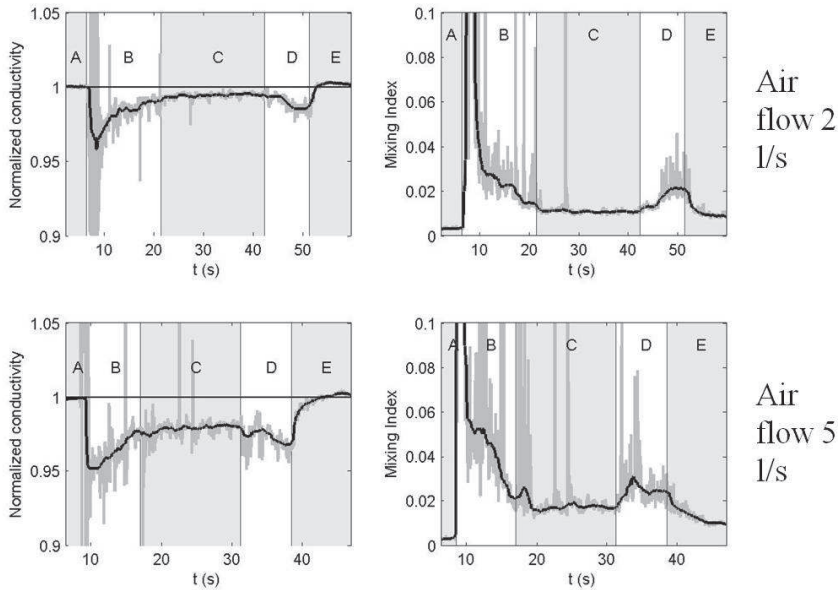 1.05
A
B
C
D
E
1
0.95
0.9
10
20
30
40
50
t (s)
Normalized conductivity
0.1
A
B
C
D
E
0.08
0.06
0.04
0.02
0
10
20
30
40
50
t (s)
Mixing Index
Air
flow 2
l/s
1.05
A
B
C
D
E
1
0.95
0.9
10
20
30
40
t (s)
Normalized conductivity
0.1
A
B
C
D
E
0.08
0.06
0.04
0.02
0
10
20
30
40
t (s)
Mixing Index
Air
flow 5
l/s